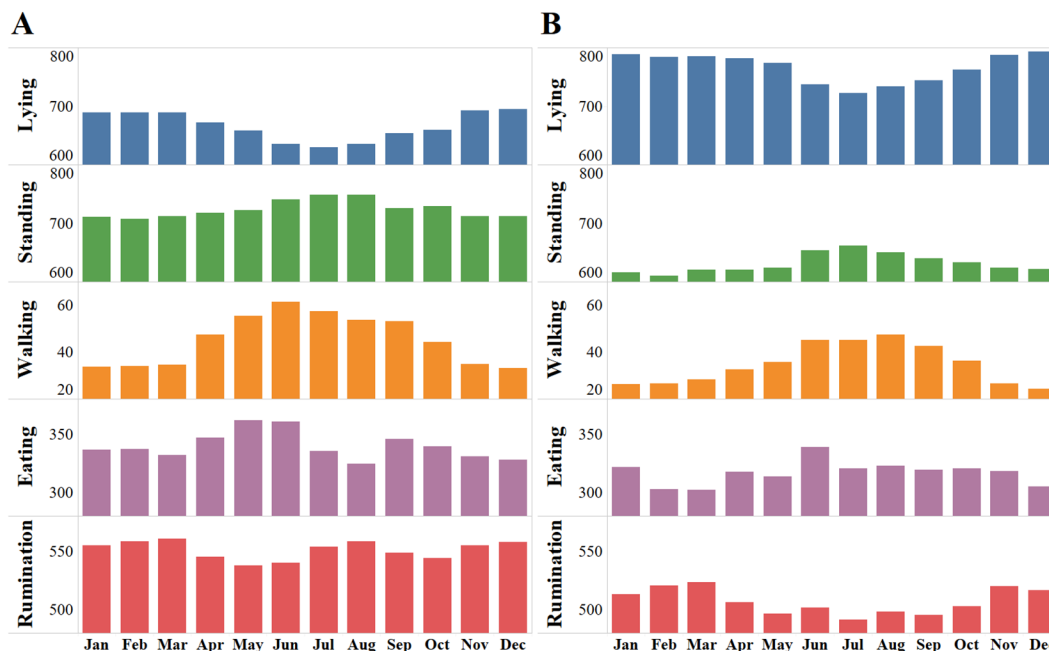 A
B
Lying
800
700
600
Standing
800
700
600
Walking
60
40
20
Eating
350
300
Rumination
550
500
Jan Feb Mar Apr May Jun Jul Aug Sep Oct Nov Dec
Lying
800
700
600
Standing
800
700
600
Walking
60
40
20
Eating
350
300
Rumination
550
500
Jan Feb Mar Apr May Jun Jul Aug Sep Oct Nov Dec